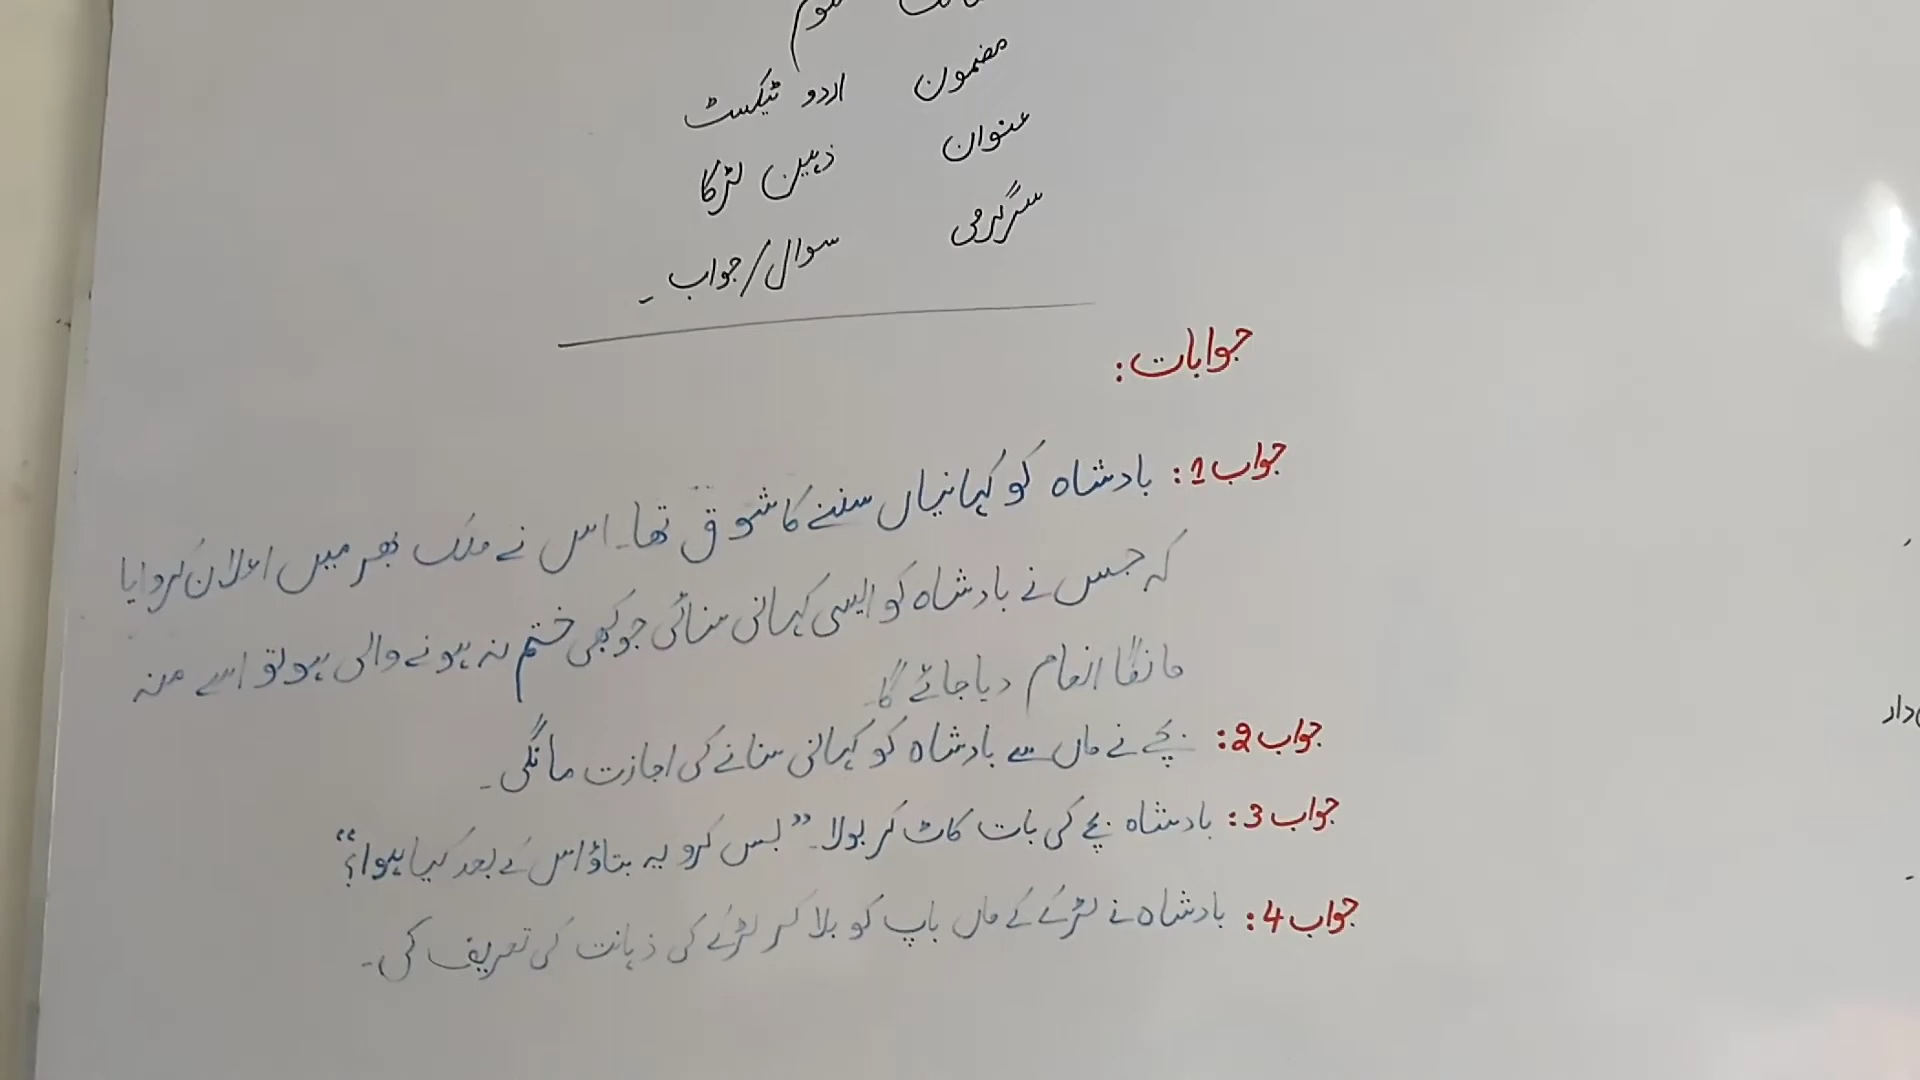 مضمون اردو ٹیکسٹ
عنوان ذہین لڑکا
سرگرمی سوال/جواب۔
جوابات:
جواب 1: بادشاہ کو کہانیاں سننے کا شوق تھا۔ اس نے ملک بھر میں اعلان کروایا
کہ جس نے بادشاہ کو ایسی کہانی سنائی جو کبھی ختم نہ ہونے والی ہو تو اسے منہ
مانگا انعام دیا جائے گا۔
جواب 2: بچے نے ماں سے بادشاہ کو کہانی سنانے کی اجازت مانگی۔
جواب 3: بادشاہ بچے کی بات کاٹ کر بولا۔ ”بس کرو یہ بتاؤ اس کے بعد کیا ہوا؟“
جواب 4: بادشاہ نے لڑکے کے ماں باپ کو بلا کر لڑکے کی ذہانت کی تعریف کی۔